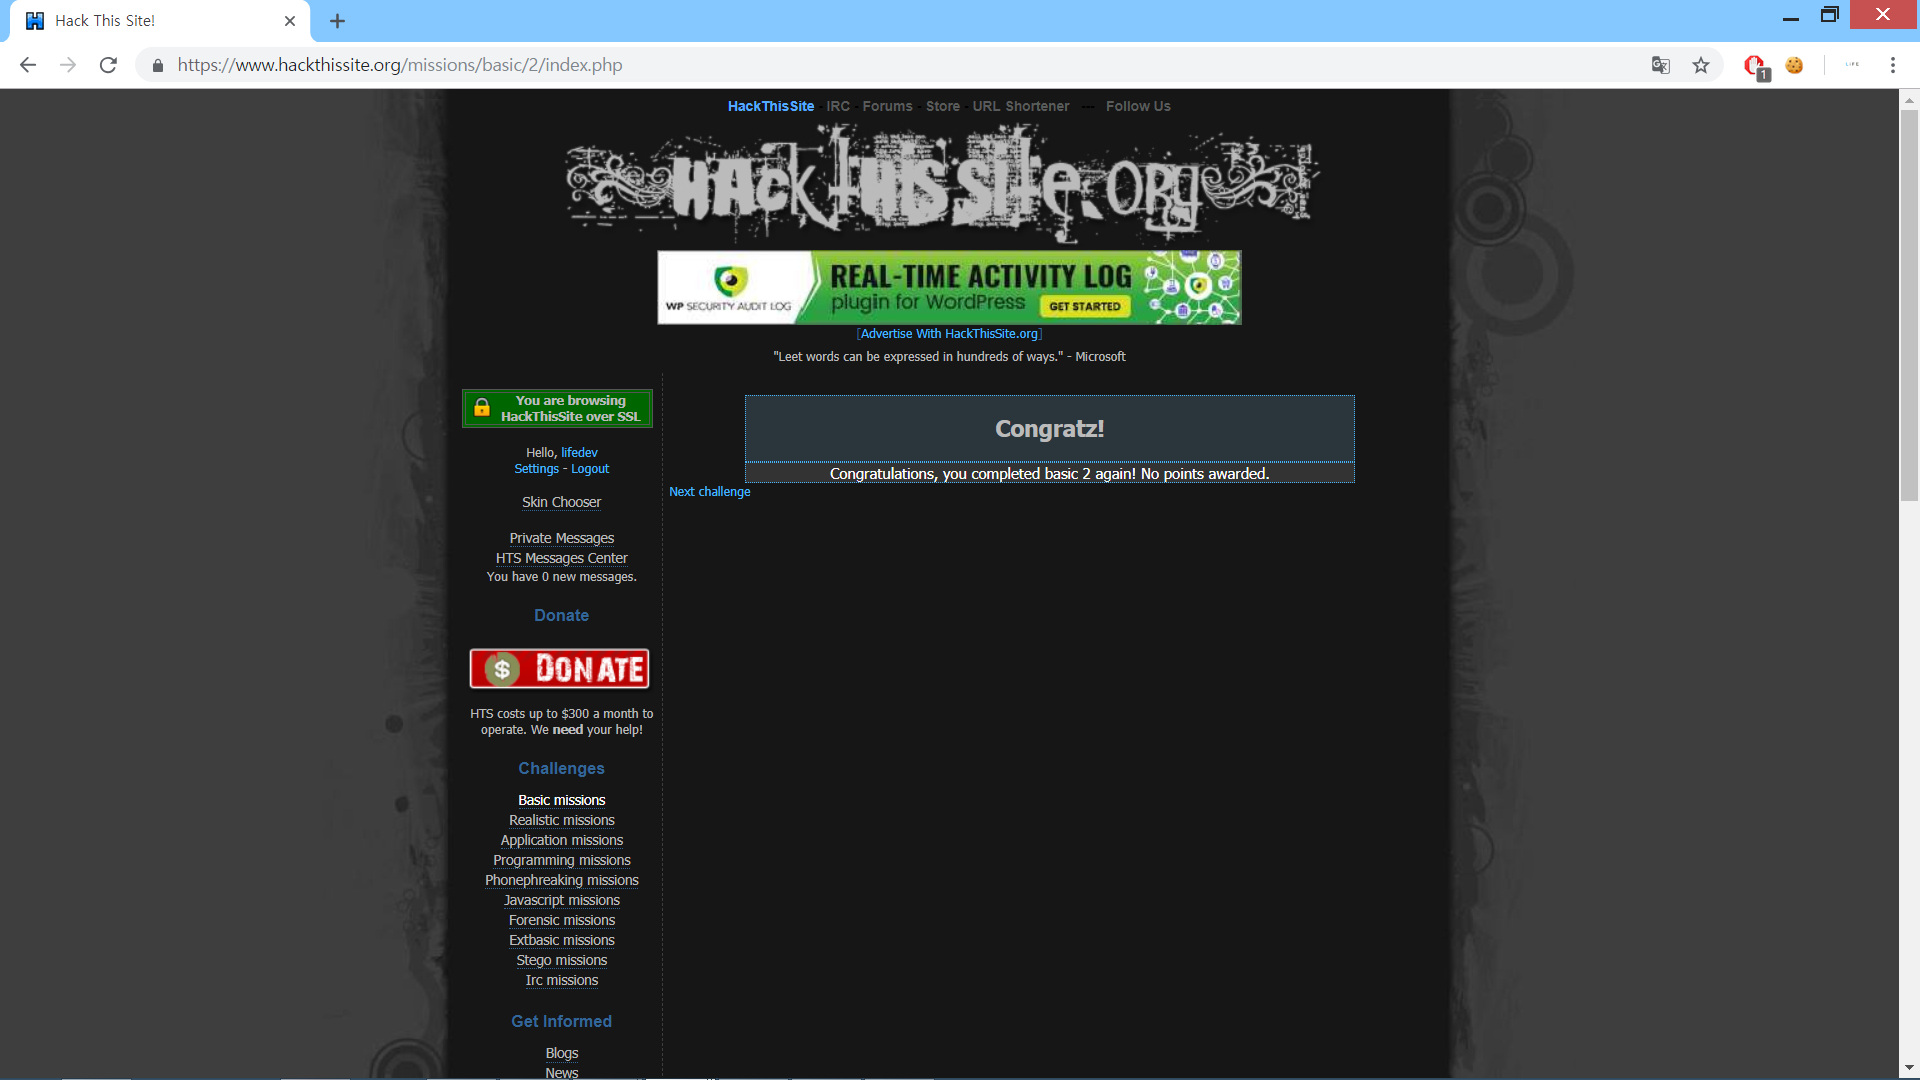 Hack This Site!
https://www.hackthissite.org/missions/basic/2/index.php
1
LIFE
HackThisSite - IRC - Forums - Store - URL Shortener --- Follow Us
HackThisSite.ORG
WP SECURITY AUDIT LOG
REAL-TIME ACTIVITY LOG
plugin for WordPress
GET STARTED
[Advertise With HackThisSite.org]
"Leet words can be expressed in hundreds of ways." - Microsoft
You are browsing
HackThisSite over SSL
Hello, lifedev
Settings - Logout
Skin Chooser
Private Messages
HTS Messages Center
You have 0 new messages.
Donate
$ DONATE
HTS costs up to $300 a month to
operate. We need your help!
Challenges
Basic missions
Realistic missions
Application missions
Programming missions
Phonephreaking missions
Javascript missions
Forensic missions
Extbasic missions
Stego missions
Irc missions
Get Informed
Blogs
News
Congratz!
Congratulations, you completed basic 2 again! No points awarded.
Next challenge